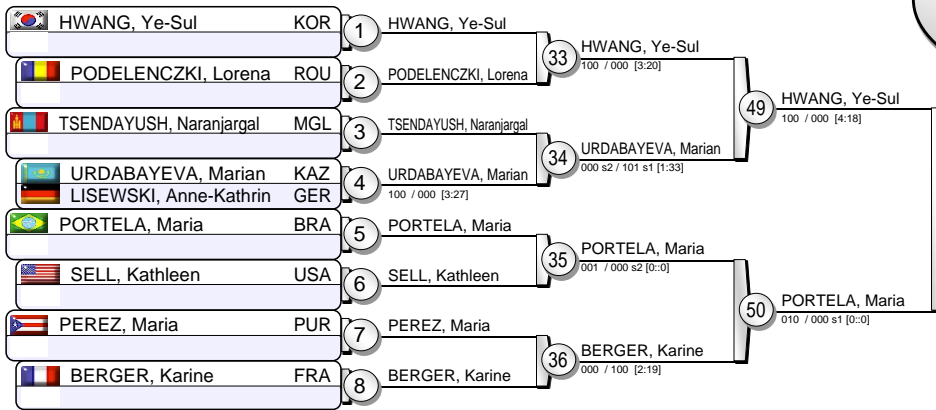 HWANG, Ye-Sul KOR
PODELENCZKI, Lorena ROU
TSENDAYUSH, Naranjargal MGL
URDABAYEVA, Marian KAZ
LISEWSKI, Anne-Kathrin GER
PORTELA, Maria BRA
SELL, Kathleen USA
PEREZ, Maria PUR
BERGER, Karine FRA
1
2
3
4
5
6
7
8
HWANG, Ye-Sul
PODELENCZKI, Lorena
TSENDAYUSH, Naranjargal
URDABAYEVA, Marian
100 / 000 [3:27]
PORTELA, Maria
SELL, Kathleen
PEREZ, Maria
BERGER, Karine
33
34
35
36
HWANG, Ye-Sul
100 / 000 [3:20]
URDABAYEVA, Marian
000 s2 / 101 s1 [1:33]
PORTELA, Maria
001 / 000 s2 [0::0]
BERGER, Karine
000 / 100 [2:19]
49
50
HWANG, Ye-Sul
100 / 000 [4:18]
PORTELA, Maria
010 / 000 s1 [0::0]